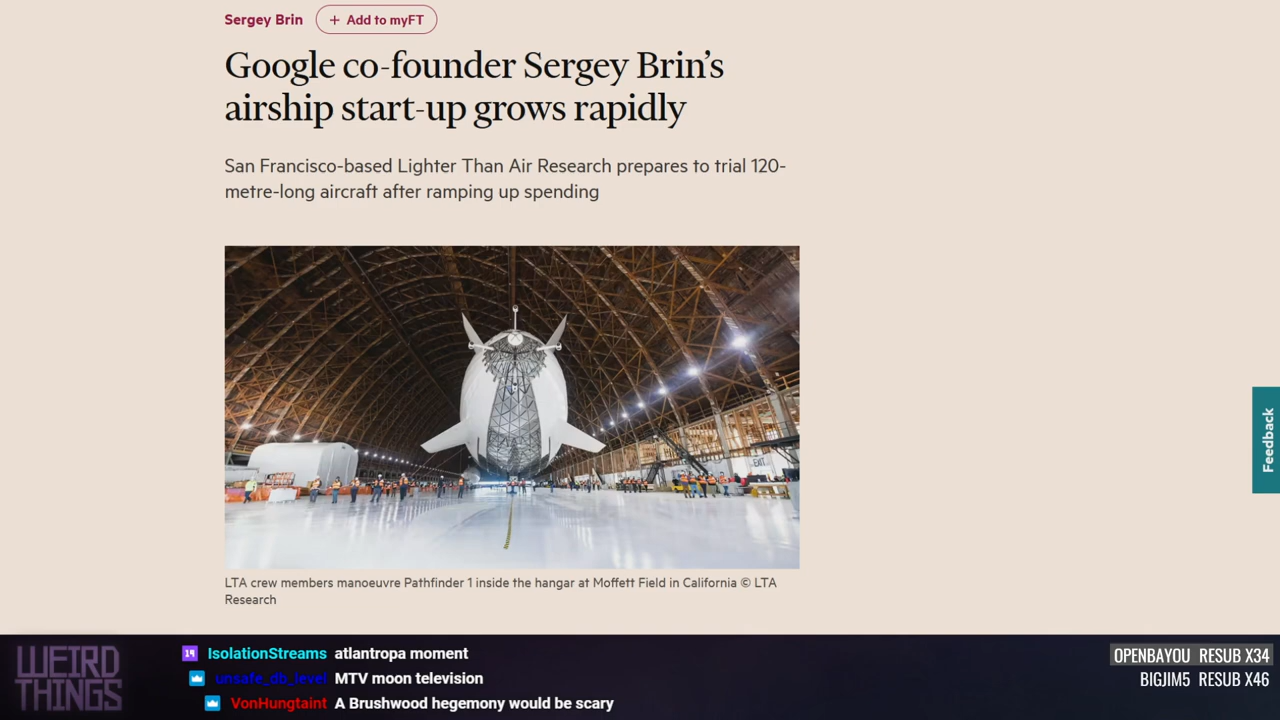 Sergey Brin
+ Add to myFT
Google co-founder Sergey Brin’s
airship start-up grows rapidly
San Francisco-based Lighter Than Air Research prepares to trial 120-
metre-long aircraft after ramping up spending
EXIT
LTA crew members manoeuvre Pathfinder 1 inside the hangar at Moffett Field in California © LTA
Research
Feedback
WEIRD
THINGS
19 IsolationStreams atlantropa moment
unsafe_db_level MTV moon television
VonHungtaint A Brushwood hegemony would be scary
OPENBAYOU RESUB X34
BIGJIM5 RESUB X46